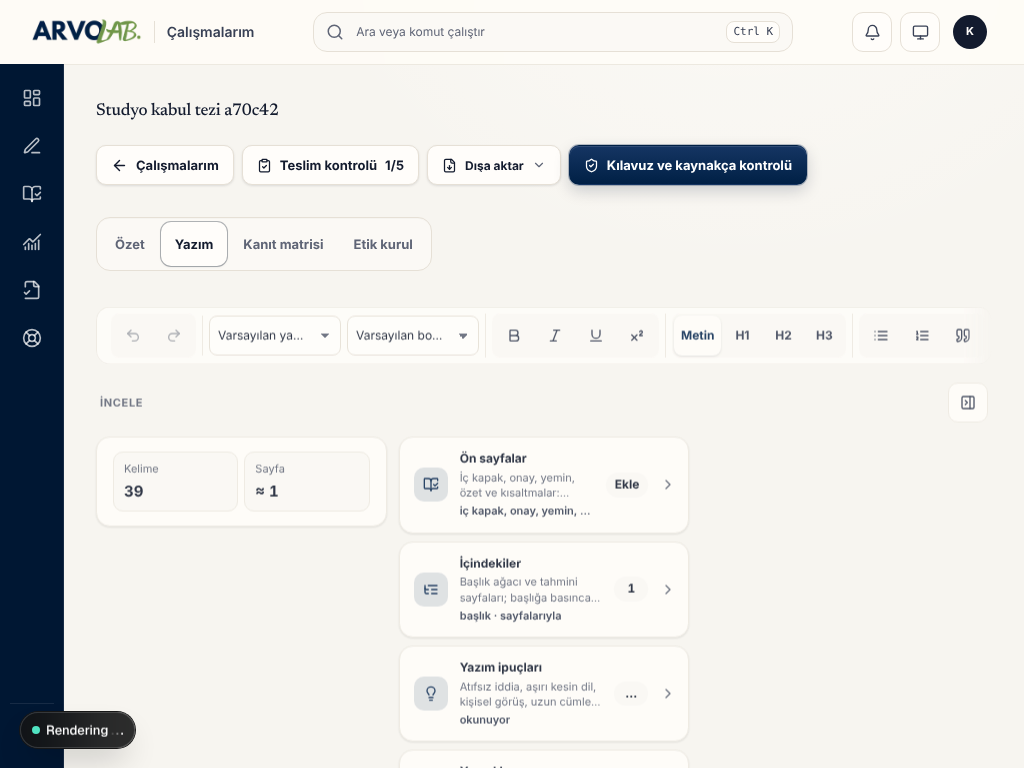 ARVOLAB.
Çalışmalarım
Ara veya komut çalıştır
Ctrl K
K
Studyo kabul tezi a70c42
Çalışmalarım
Teslim kontrolü 1/5
Dışa aktar
Kılavuz ve kaynakça kontrolü
Özet
Yazım
Kanıt matrisi
Etik kurul
Varsayılan ya...
Varsayılan bo...
B
I
U
x²
Metin
H1
H2
H3
İNCELE
Kelime
39
Sayfa
≈ 1
Ön sayfalar
İç kapak, onay, yemin,
özet ve kısaltmalar:...
iç kapak, onay, yemin, ...
Ekle
İçindekiler
Başlık ağacı ve tahmini
sayfaları; başlığa basınca...
başlık · sayfalarıyla
1
Yazım ipuçları
Atıfsız iddia, aşırı kesin dil,
kişisel görüş, uzun cümle...
okunuyor
...
Rendering ...